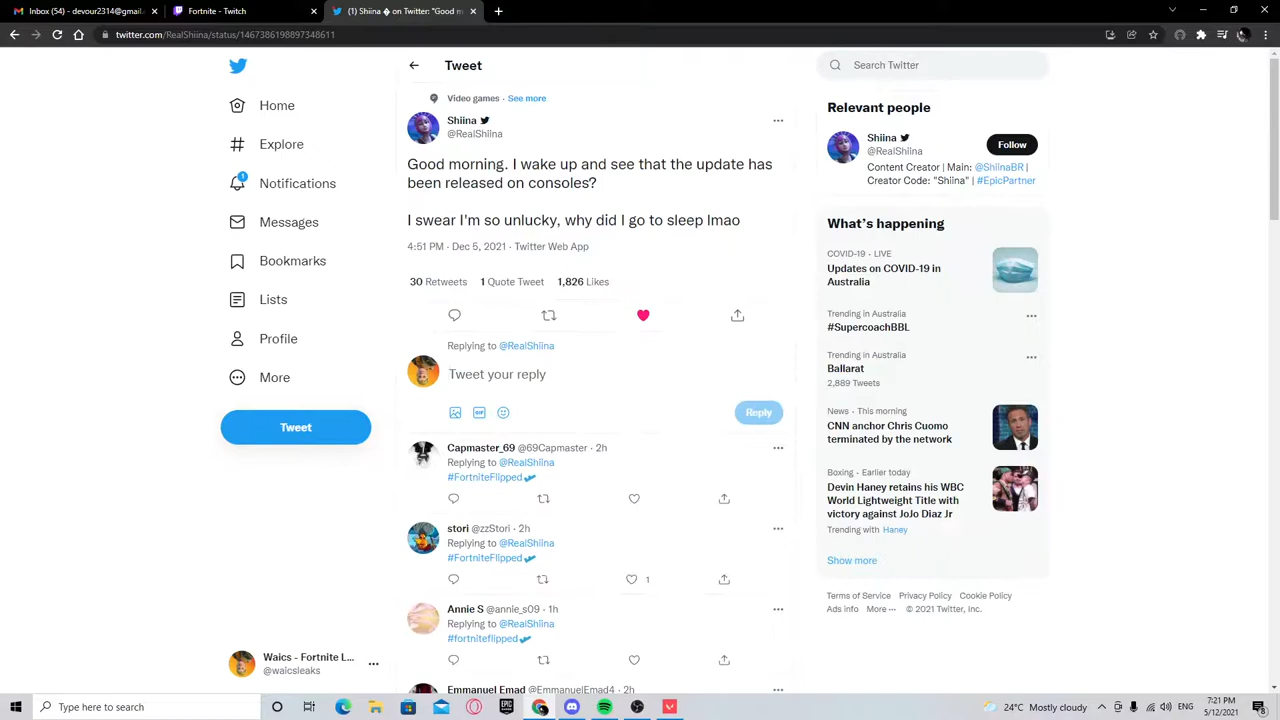 Inbox (54) - devour2314@gmail.
Fortnite - Twitch
(1) Shiina � on Twitter: "Good m
twitter.com/RealShiina/status/1467386198897348611
Home
Explore
1
Notifications
Messages
Bookmarks
Lists
Profile
More
Tweet
Waics - Fortnite L...
@waicsleaks
Tweet
Video games · See more
Shiina
@RealShiina
Good morning. I wake up and see that the update has
been released on consoles?
I swear I'm so unlucky, why did I go to sleep lmao
4:51 PM · Dec 5, 2021 · Twitter Web App
30 Retweets 1 Quote Tweet 1,826 Likes
Replying to @RealShiina
Tweet your reply
GIF
Reply
Capmaster_69 @69Capmaster · 2h
Replying to @RealShiina
#FortniteFlipped
stori @zzStori · 2h
Replying to @RealShiina
#FortniteFlipped
1
Annie S @annie_s09 · 1h
Replying to @RealShiina
#fortniteflipped
Emmanuel Emad @EmmanuelEmad4 · 2h
Search Twitter
Relevant people
Shiina
@RealShiina
Follow
Content Creator | Main: @ShiinaBR |
Creator Code: "Shiina" | #EpicPartner
What's happening
COVID-19 · LIVE
Updates on COVID-19 in
Australia
Trending in Australia
#SupercoachBBL
Trending in Australia
Ballarat
2,889 Tweets
News · This morning
CNN anchor Chris Cuomo
terminated by the network
Boxing · Earlier today
Devin Haney retains his WBC
World Lightweight Title with
victory against JoJo Diaz Jr
Trending with Haney
Show more
Terms of Service Privacy Policy Cookie Policy
Ads info More ··· © 2021 Twitter, Inc.
Type here to search
EPIC
24°C Mostly cloudy
ENG
7:21 PM
5/12/2021